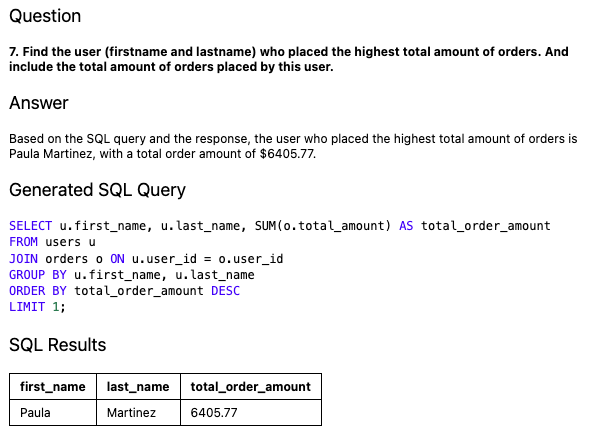 Question
7. Find the user (firstname and lastname) who placed the highest total amount of orders. And
include the total amount of orders placed by this user.
Answer
Based on the SQL query and the response, the user who placed the highest total amount of orders is
Paula Martinez, with a total order amount of $6405.77.
Generated SQL Query
SELECT u.first_name, u.last_name, SUM(o.total_amount) AS total_order_amount
FROM users u
JOIN orders o ON u.user_id = o.user_id
GROUP BY u.first_name, u.last_name
ORDER BY total_order_amount DESC
LIMIT 1;
SQL Results
first_name last_name total_order_amount
Paula Martinez 6405.77